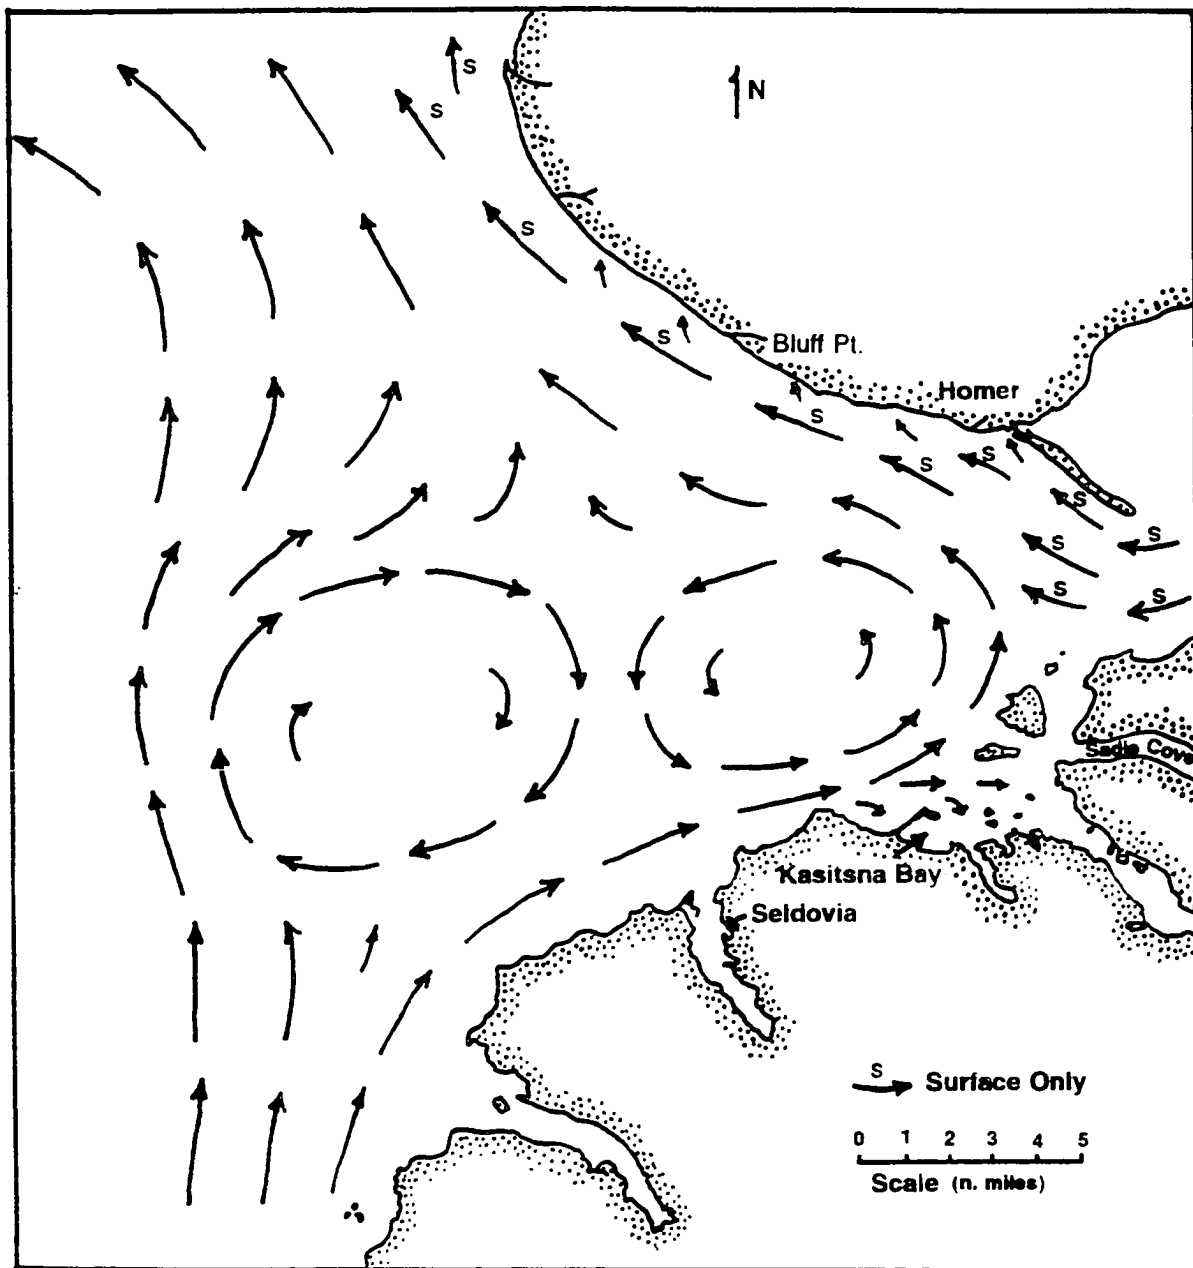 S
S
N
S
S
Bluff Pt.
Homer
S
S
S
S
S
S
S
S
Sadie Cove
Kasitsna Bay
Seldovia
S
Surface Only
0 1 2 3 4 5
Scale (n. miles)